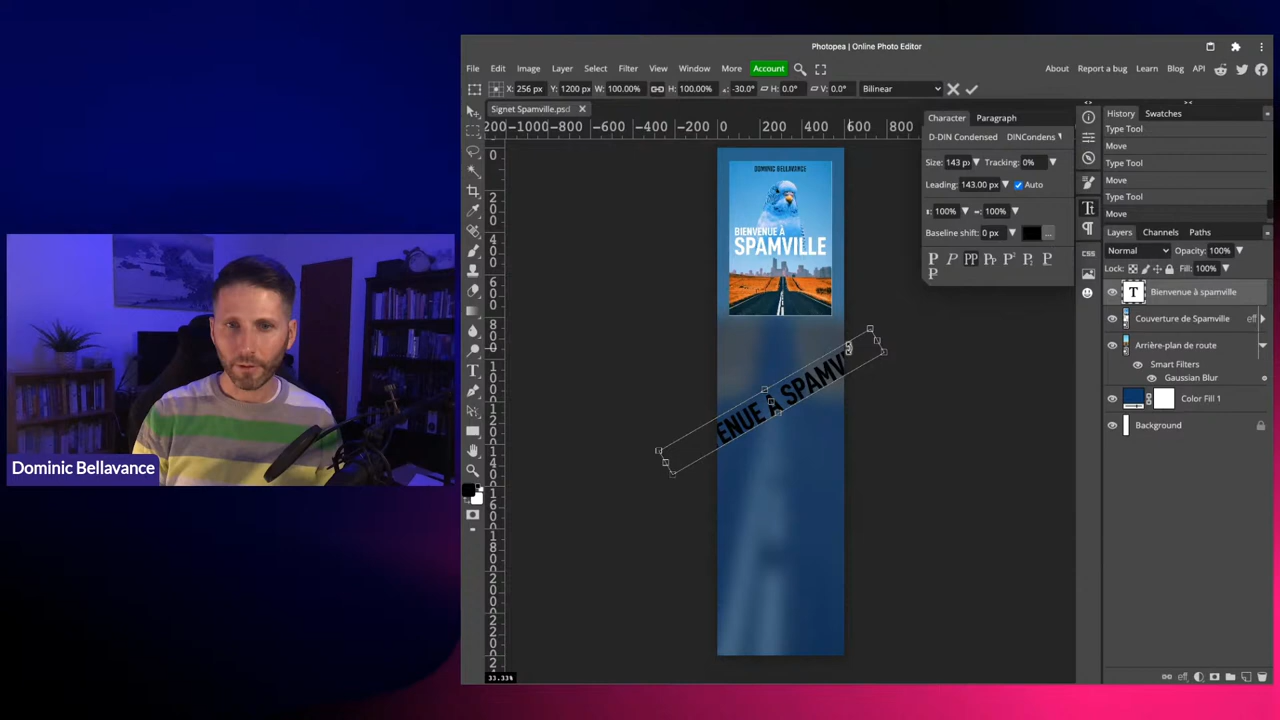 Photopea | Online Photo Editor
File Edit Image Layer Select Filter View Window More Account
About Report a bug Learn Blog API
X: 256 px Y: 1200 px W: 100.00% H: 100.00% : -30.0° H: 0.0° V: 0.0° Bilinear
Signet Spamville.psd
200 −1000 −800 −600 −400 −200 0 200 400 600 800
Character Paragraph
D-DIN Condensed DINCondens
Size: 143 px Tracking: 0%
Leading: 143.00 px Auto
100% 100%
Baseline shift: 0 px ...
History Swatches
Type Tool
Move
Type Tool
Move
Type Tool
Move
Layers Channels Paths
Normal Opacity: 100%
Lock: Fill: 100%
CSS
T Bienvenue à spamville
Couverture de Spamville eff
Arrière-plan de route
Smart Filters
Gaussian Blur
Color Fill 1
Background
DOMINIC BELLAVANCE
BIENVENUE À
SPAMVILLE
ENUE À SPAMV
Dominic Bellavance
33.33%
eff